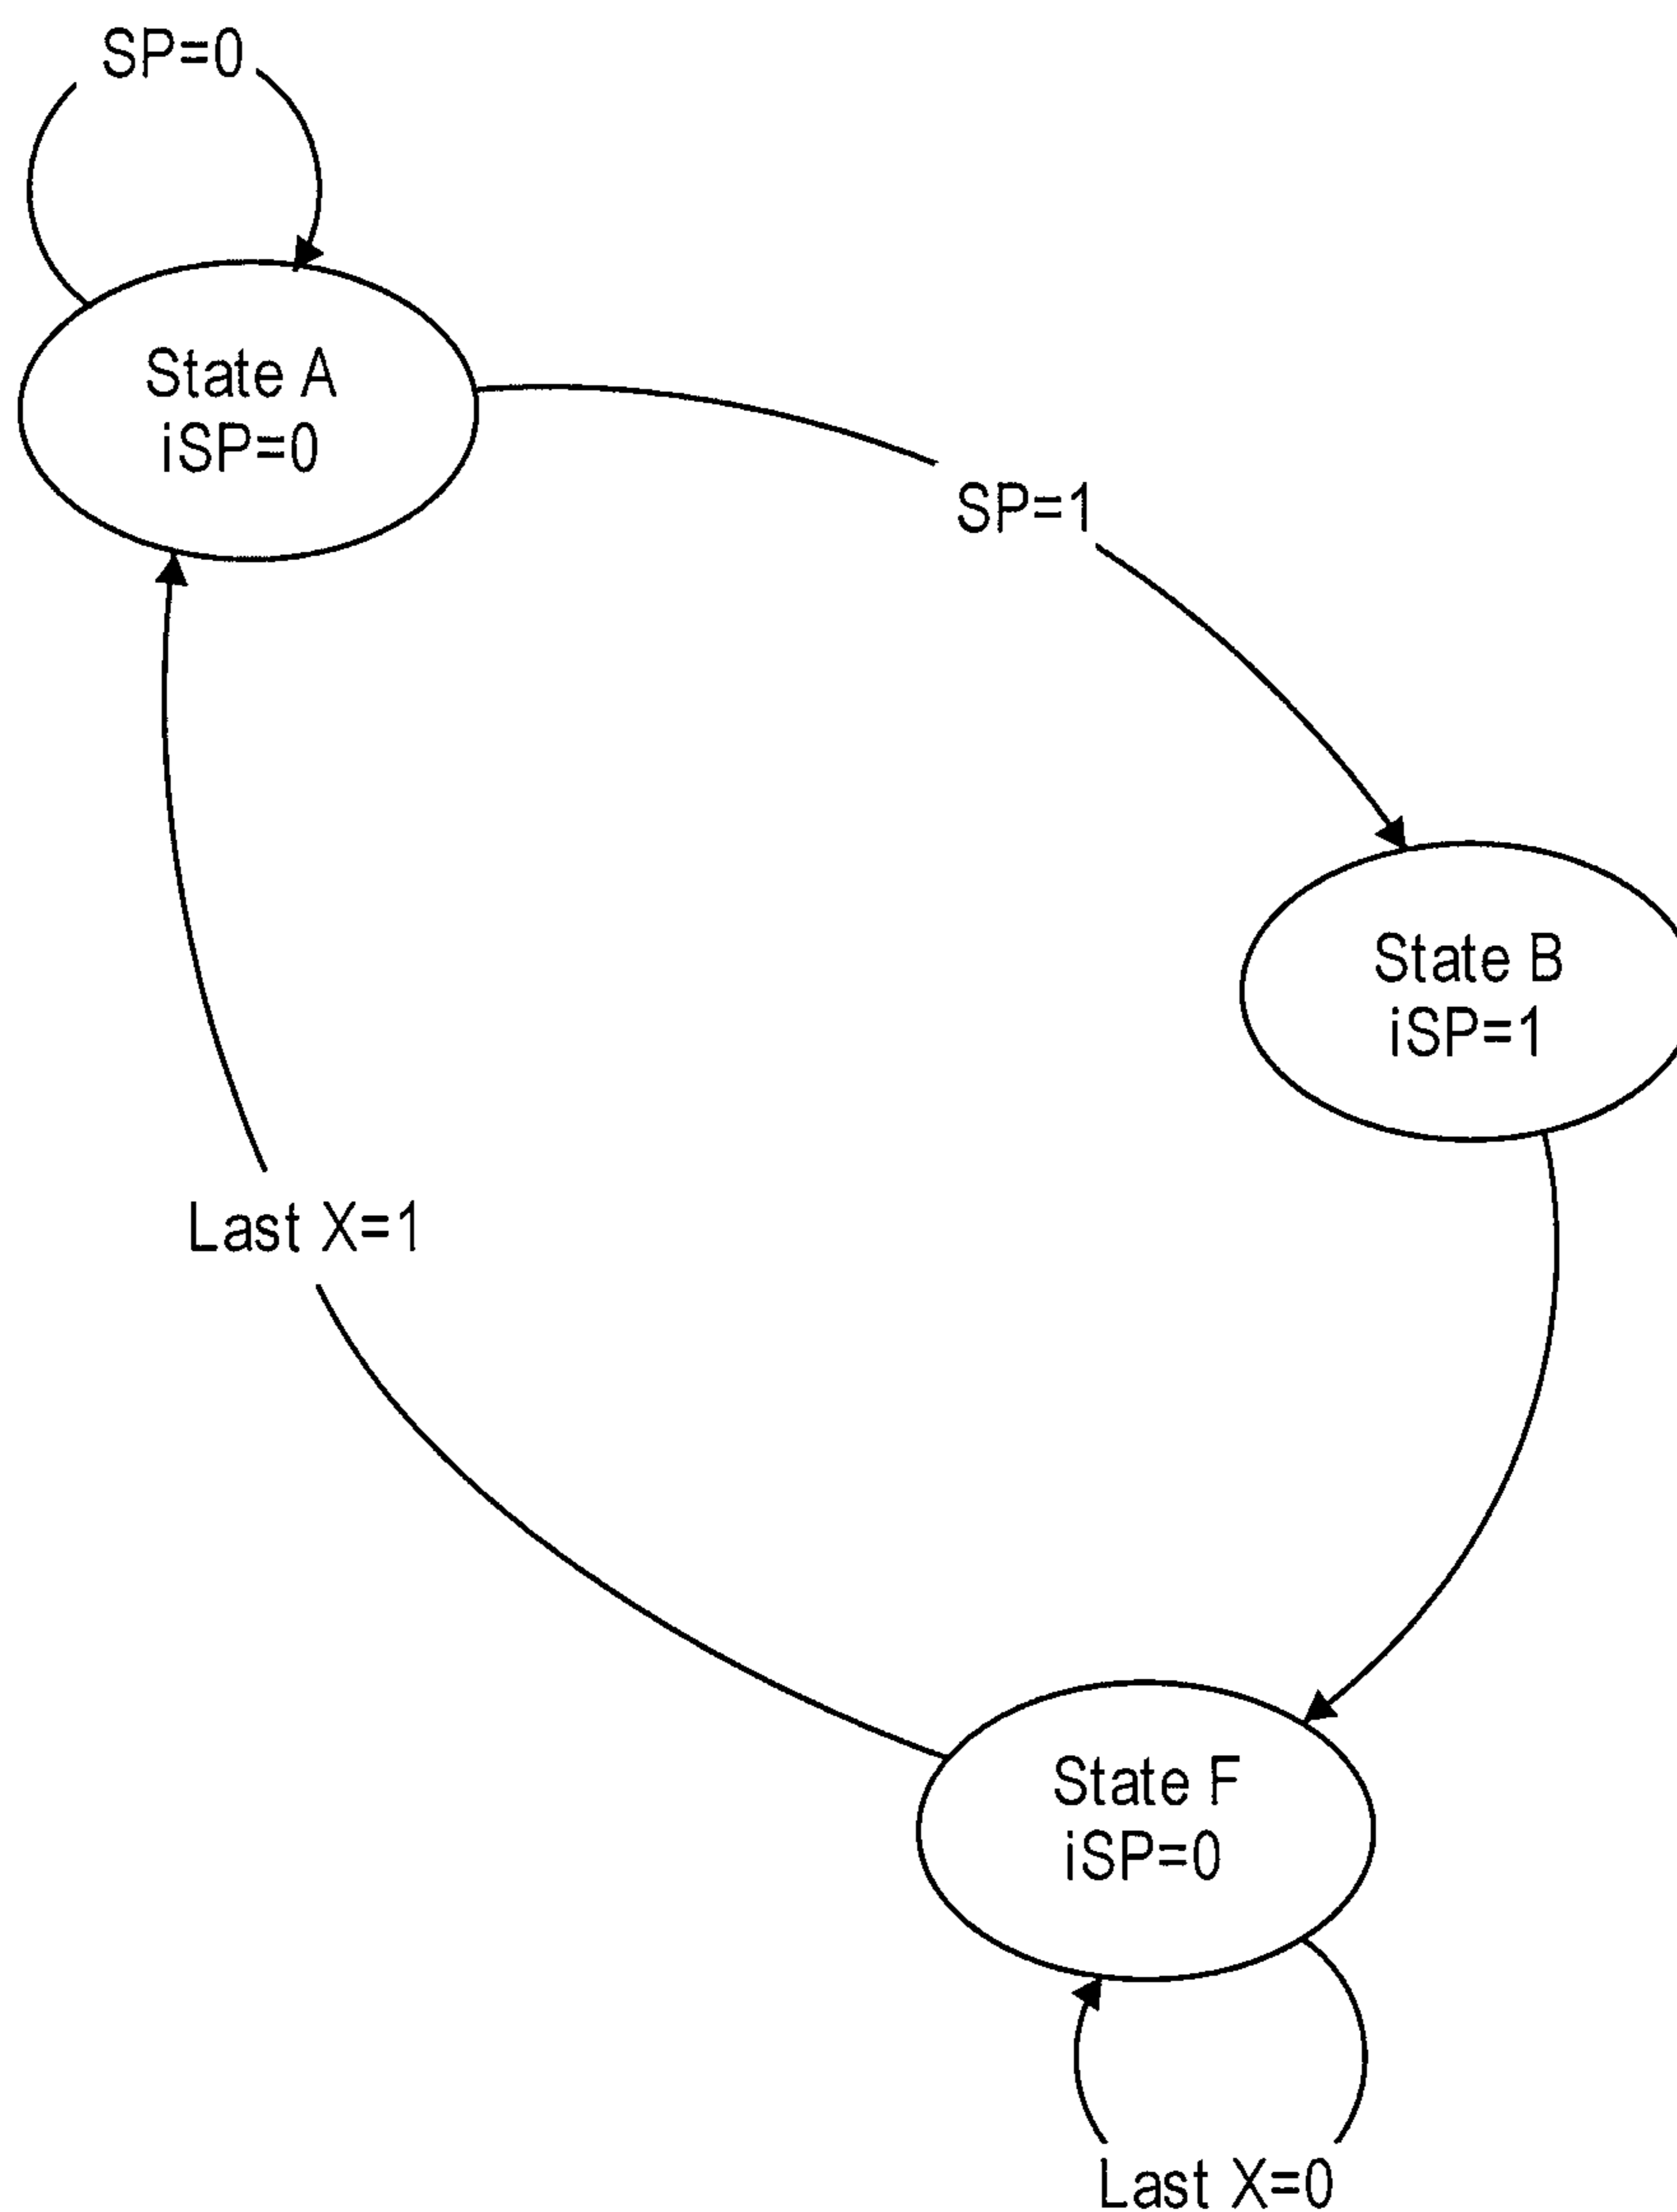 SP=0
State A
iSP=0
SP=1
State B
iSP=1
Last X=1
State F
iSP=0
Last X=0